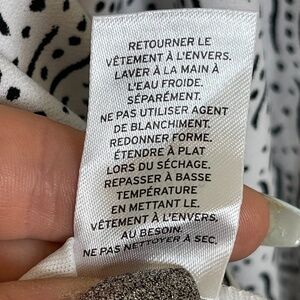 RETOURNER LE
VÊTEMENT À L'ENVERS.
LAVER À LA MAIN À
L'EAU FROIDE.
SÉPARÉMENT.
NE PAS UTILISER AGENT
DE BLANCHIMENT.
REDONNER FORME.
ÉTENDRE À PLAT
LORS DU SÉCHAGE.
REPASSER À BASSE
TEMPÉRATURE
EN METTANT LE.
VÊTEMENT À L'ENVERS,
AU BESOIN.
NE PAS NETTOYER À SEC.